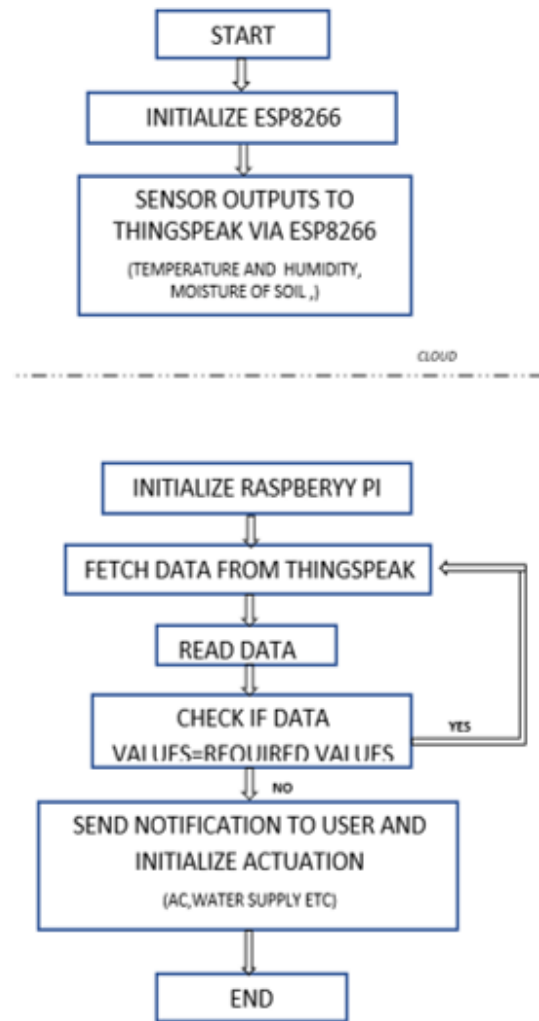 START
INITIALIZE ESP8266
SENSOR OUTPUTS TO
THINGSPEAK VIA ESP8266
(TEMPERATURE AND HUMIDITY,
MOISTURE OF SOIL ,)
CLOUD
INITIALIZE RASPBERYY PI
FETCH DATA FROM THINGSPEAK
READ DATA
CHECK IF DATA
VALUES=REQUIRED VALUES
YES
NO
SEND NOTIFICATION TO USER AND
INITIALIZE ACTUATION
(AC,WATER SUPPLY ETC)
END